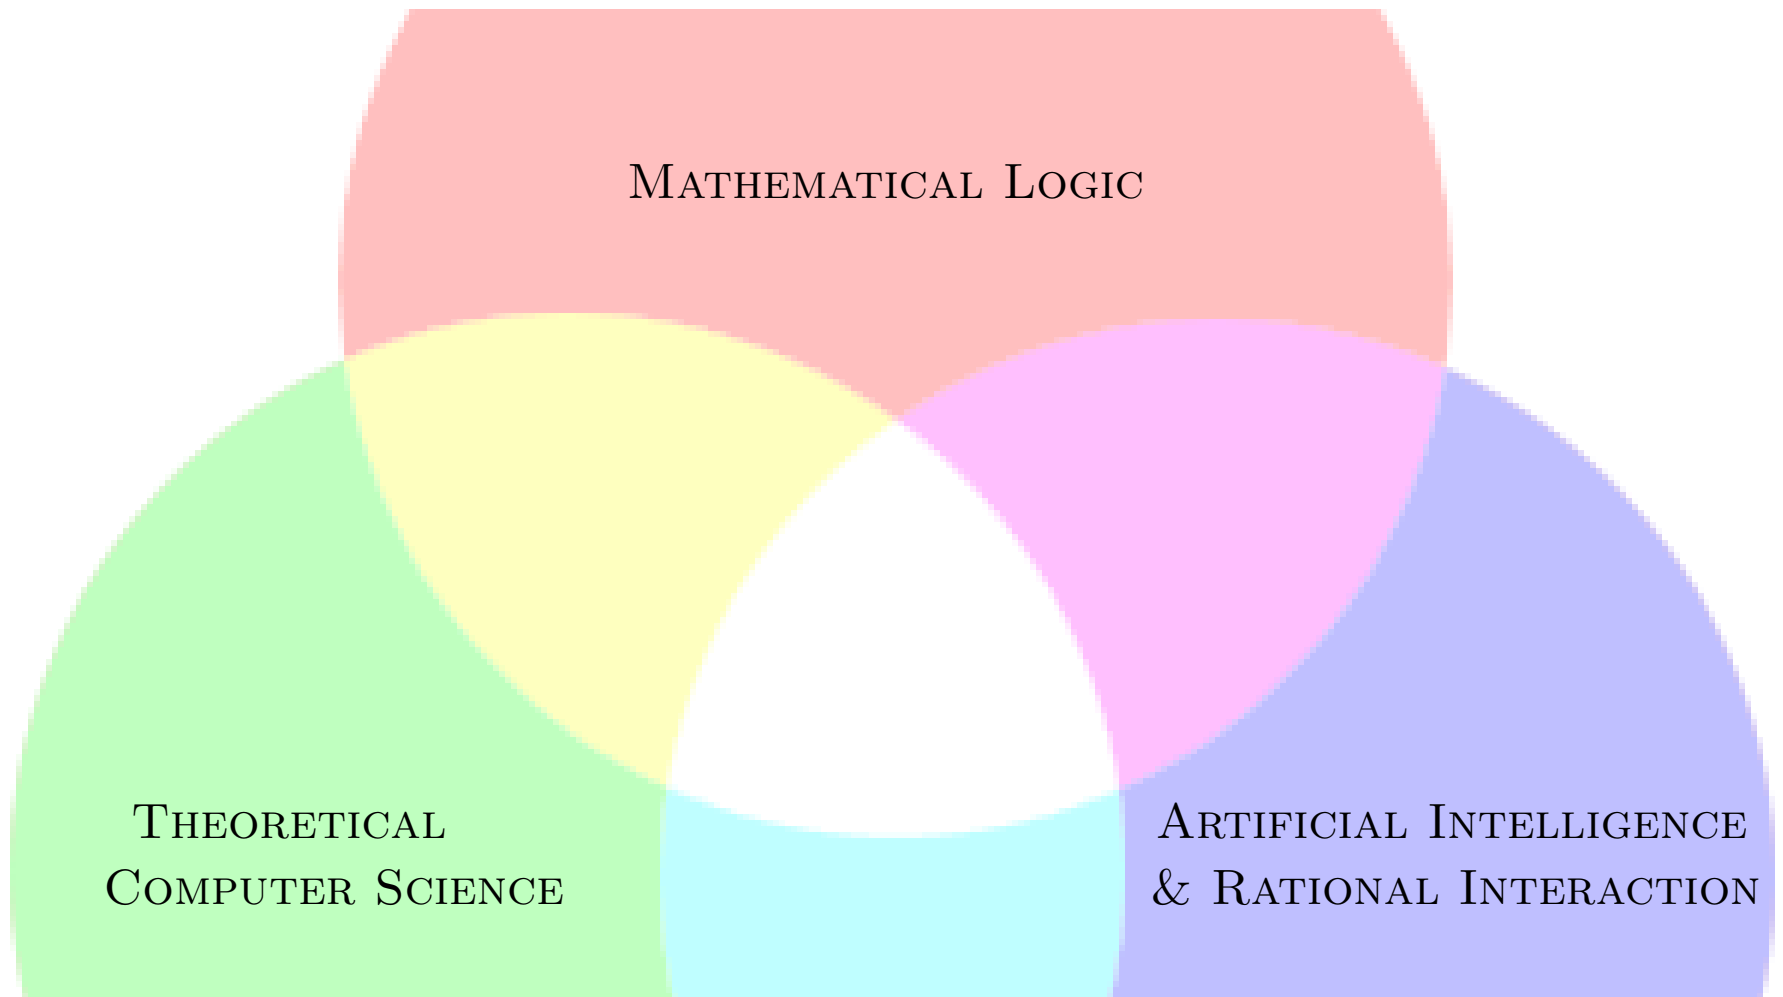 Mathematical Logic
Theoretical
Computer Science
Artificial Intelligence
& Rational Interaction